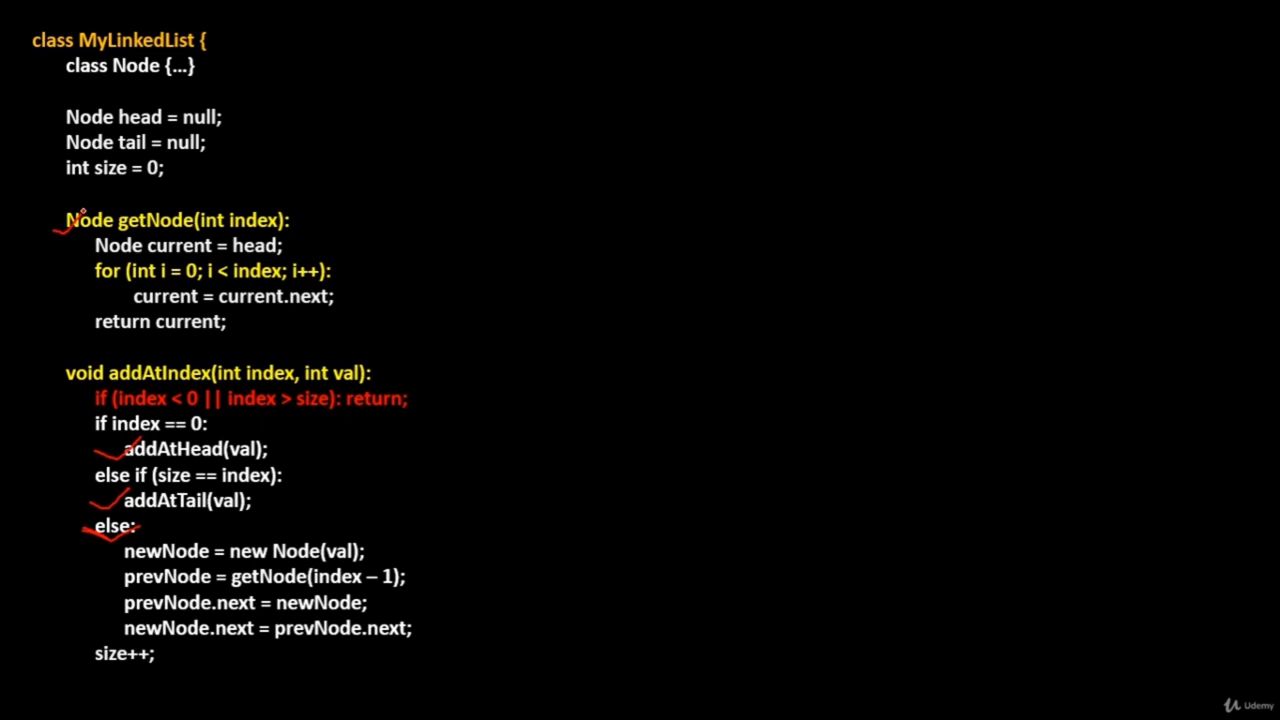 class MyLinkedList {
class Node {...}
Node head = null;
Node tail = null;
int size = 0;
Node getNode(int index):
Node current = head;
for (int i = 0; i < index; i++):
current = current.next;
return current;
void addAtIndex(int index, int val):
if (index < 0 || index > size): return;
if index == 0:
addAtHead(val);
else if (size == index):
addAtTail(val);
else:
newNode = new Node(val);
prevNode = getNode(index – 1);
prevNode.next = newNode;
newNode.next = prevNode.next;
size++;
Udemy